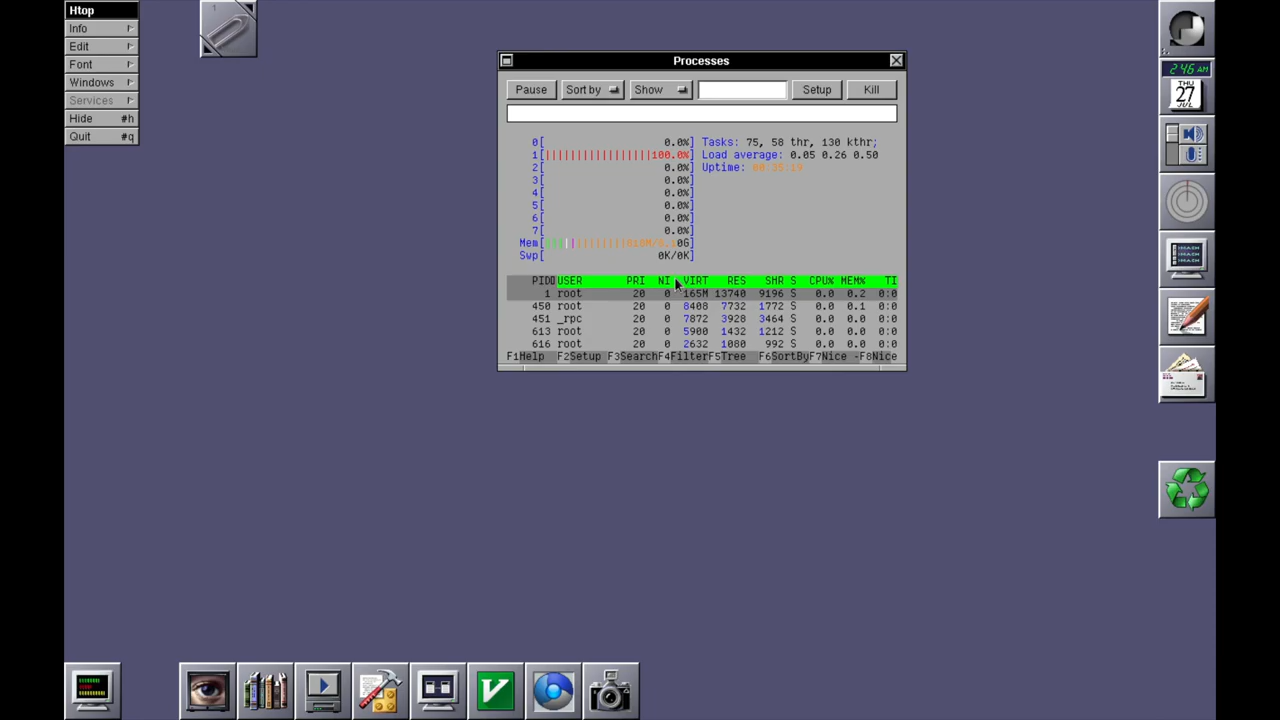 Htop
Info
Edit
Font
Windows
Services
Hide #h
Quit #q
1
Processes
Pause Sort by Show Setup Kill
0[ 0.0%] Tasks: 75, 58 thr, 130 kthr;
1[||||||||||||||||||100.0%] Load average: 0.05 0.26 0.50
2[ 0.0%] Uptime: 00:35:19
3[ 0.0%]
4[ 0.0%]
5[ 0.0%]
6[ 0.0%]
7[ 0.0%]
Mem[
Swp[ 0K/0K]
USER PRI NI VIRT RES SHR S CPU% MEM% TI
1 root 20 0 165M 13740 9196 S 0.0 0.2 0:0
450 root 20 0 8408 7732 1772 S 0.0 0.1 0:0
451 _rpc 20 0 7872 3928 3464 S 0.0 0.0 0:0
613 root 20 0 5900 1432 1212 S 0.0 0.0 0:0
616 root 20 0 2632 1080 992 S 0.0 0.0 0:0
F1Help F2Setup F3SearchF4FilterF5Tree F6SortByF7Nice -F8Nice
2:46 AM
THU
27
JUL